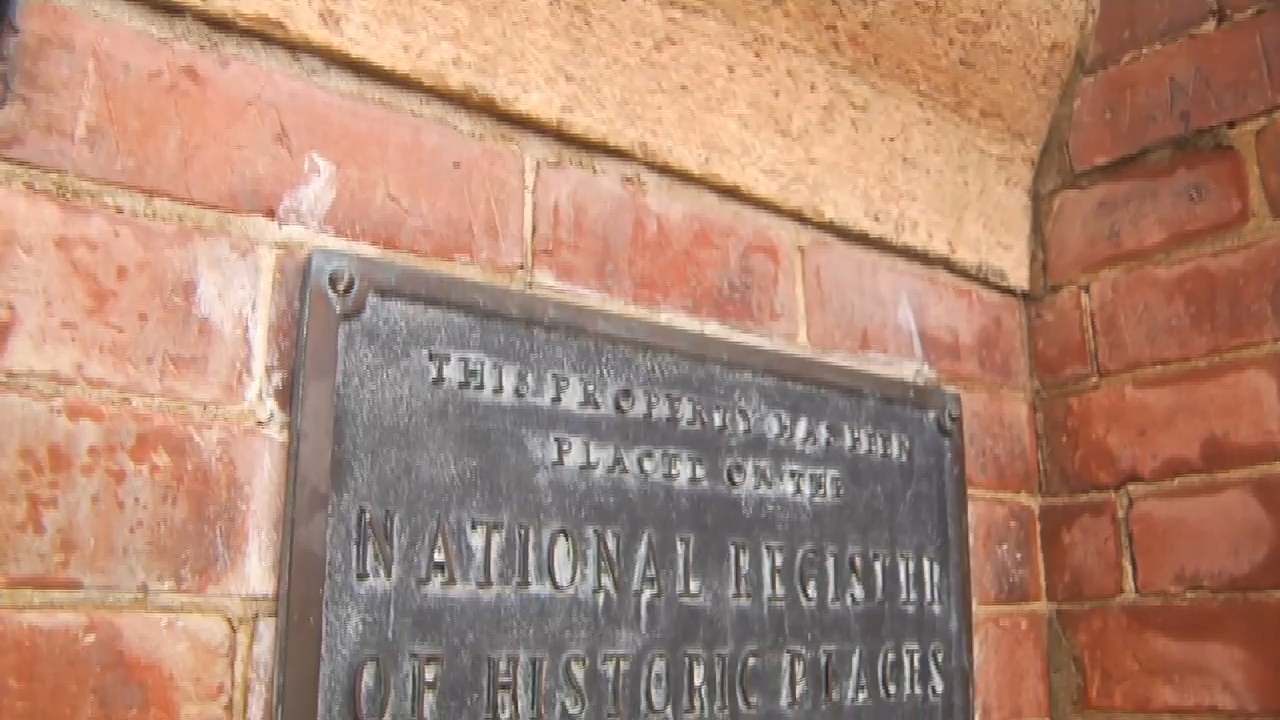 THIS PROPERTY HAS BEEN
PLACED ON THE
NATIONAL REGISTER
OF HISTORIC PLACES